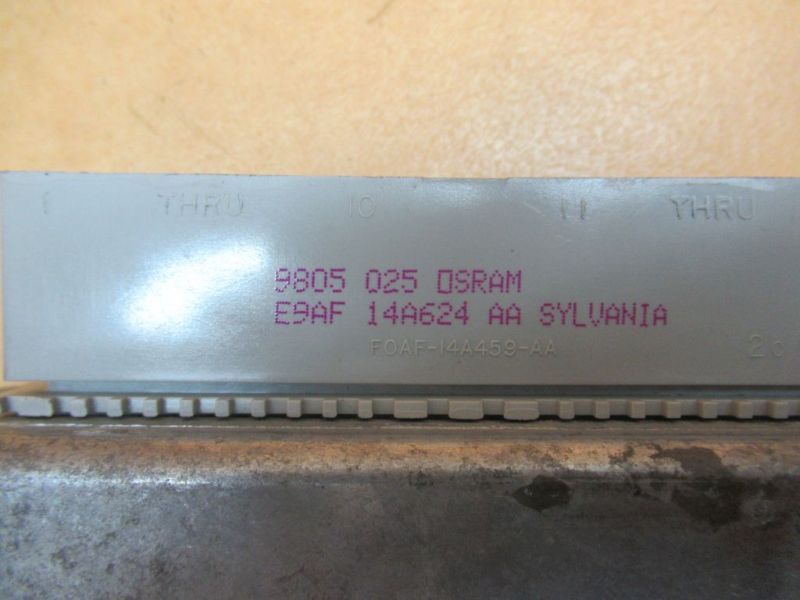 1 THRU 10 11 THRU
9805 025 OSRAM
E9AF 14A624 AA SYLVANIA
F0AF-14A459-AA